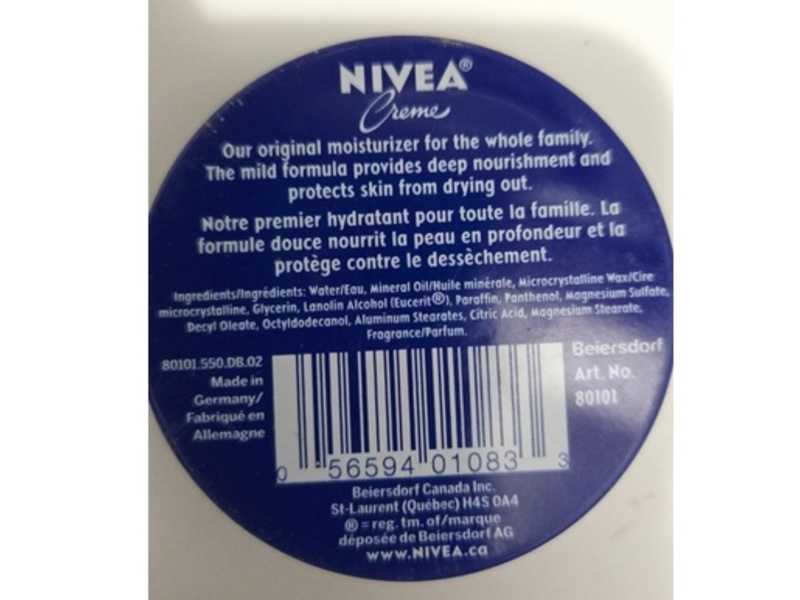 NIVEA®
Creme
Our original moisturizer for the whole family.
The mild formula provides deep nourishment and
protects skin from drying out.
Notre premier hydratant pour toute la famille. La
formule douce nourrit la peau en profondeur et la
protège contre le dessèchement.
Ingredients/Ingrédients: Water/Eau, Mineral Oil/Huile minérale, Microcrystalline Wax/Cire
microcrystalline, Glycerin, Lanolin Alcohol (Eucerit®), Paraffin, Panthenol, Magnesium Sulfate,
Decyl Oleate, Octyldodecanol, Aluminum Stearates, Citric Acid, Magnesium Stearate,
Fragrance/Parfum.
80101.550.DB.02
Made in
Germany/
Fabriqué en
Allemagne
Beiersdorf
Art. No.
80101
0 56594 01083 3
Beiersdorf Canada Inc.
St-Laurent (Québec) H4S 0A4
® = reg. tm. of/marque
déposée de Beiersdorf AG
www.NIVEA.ca